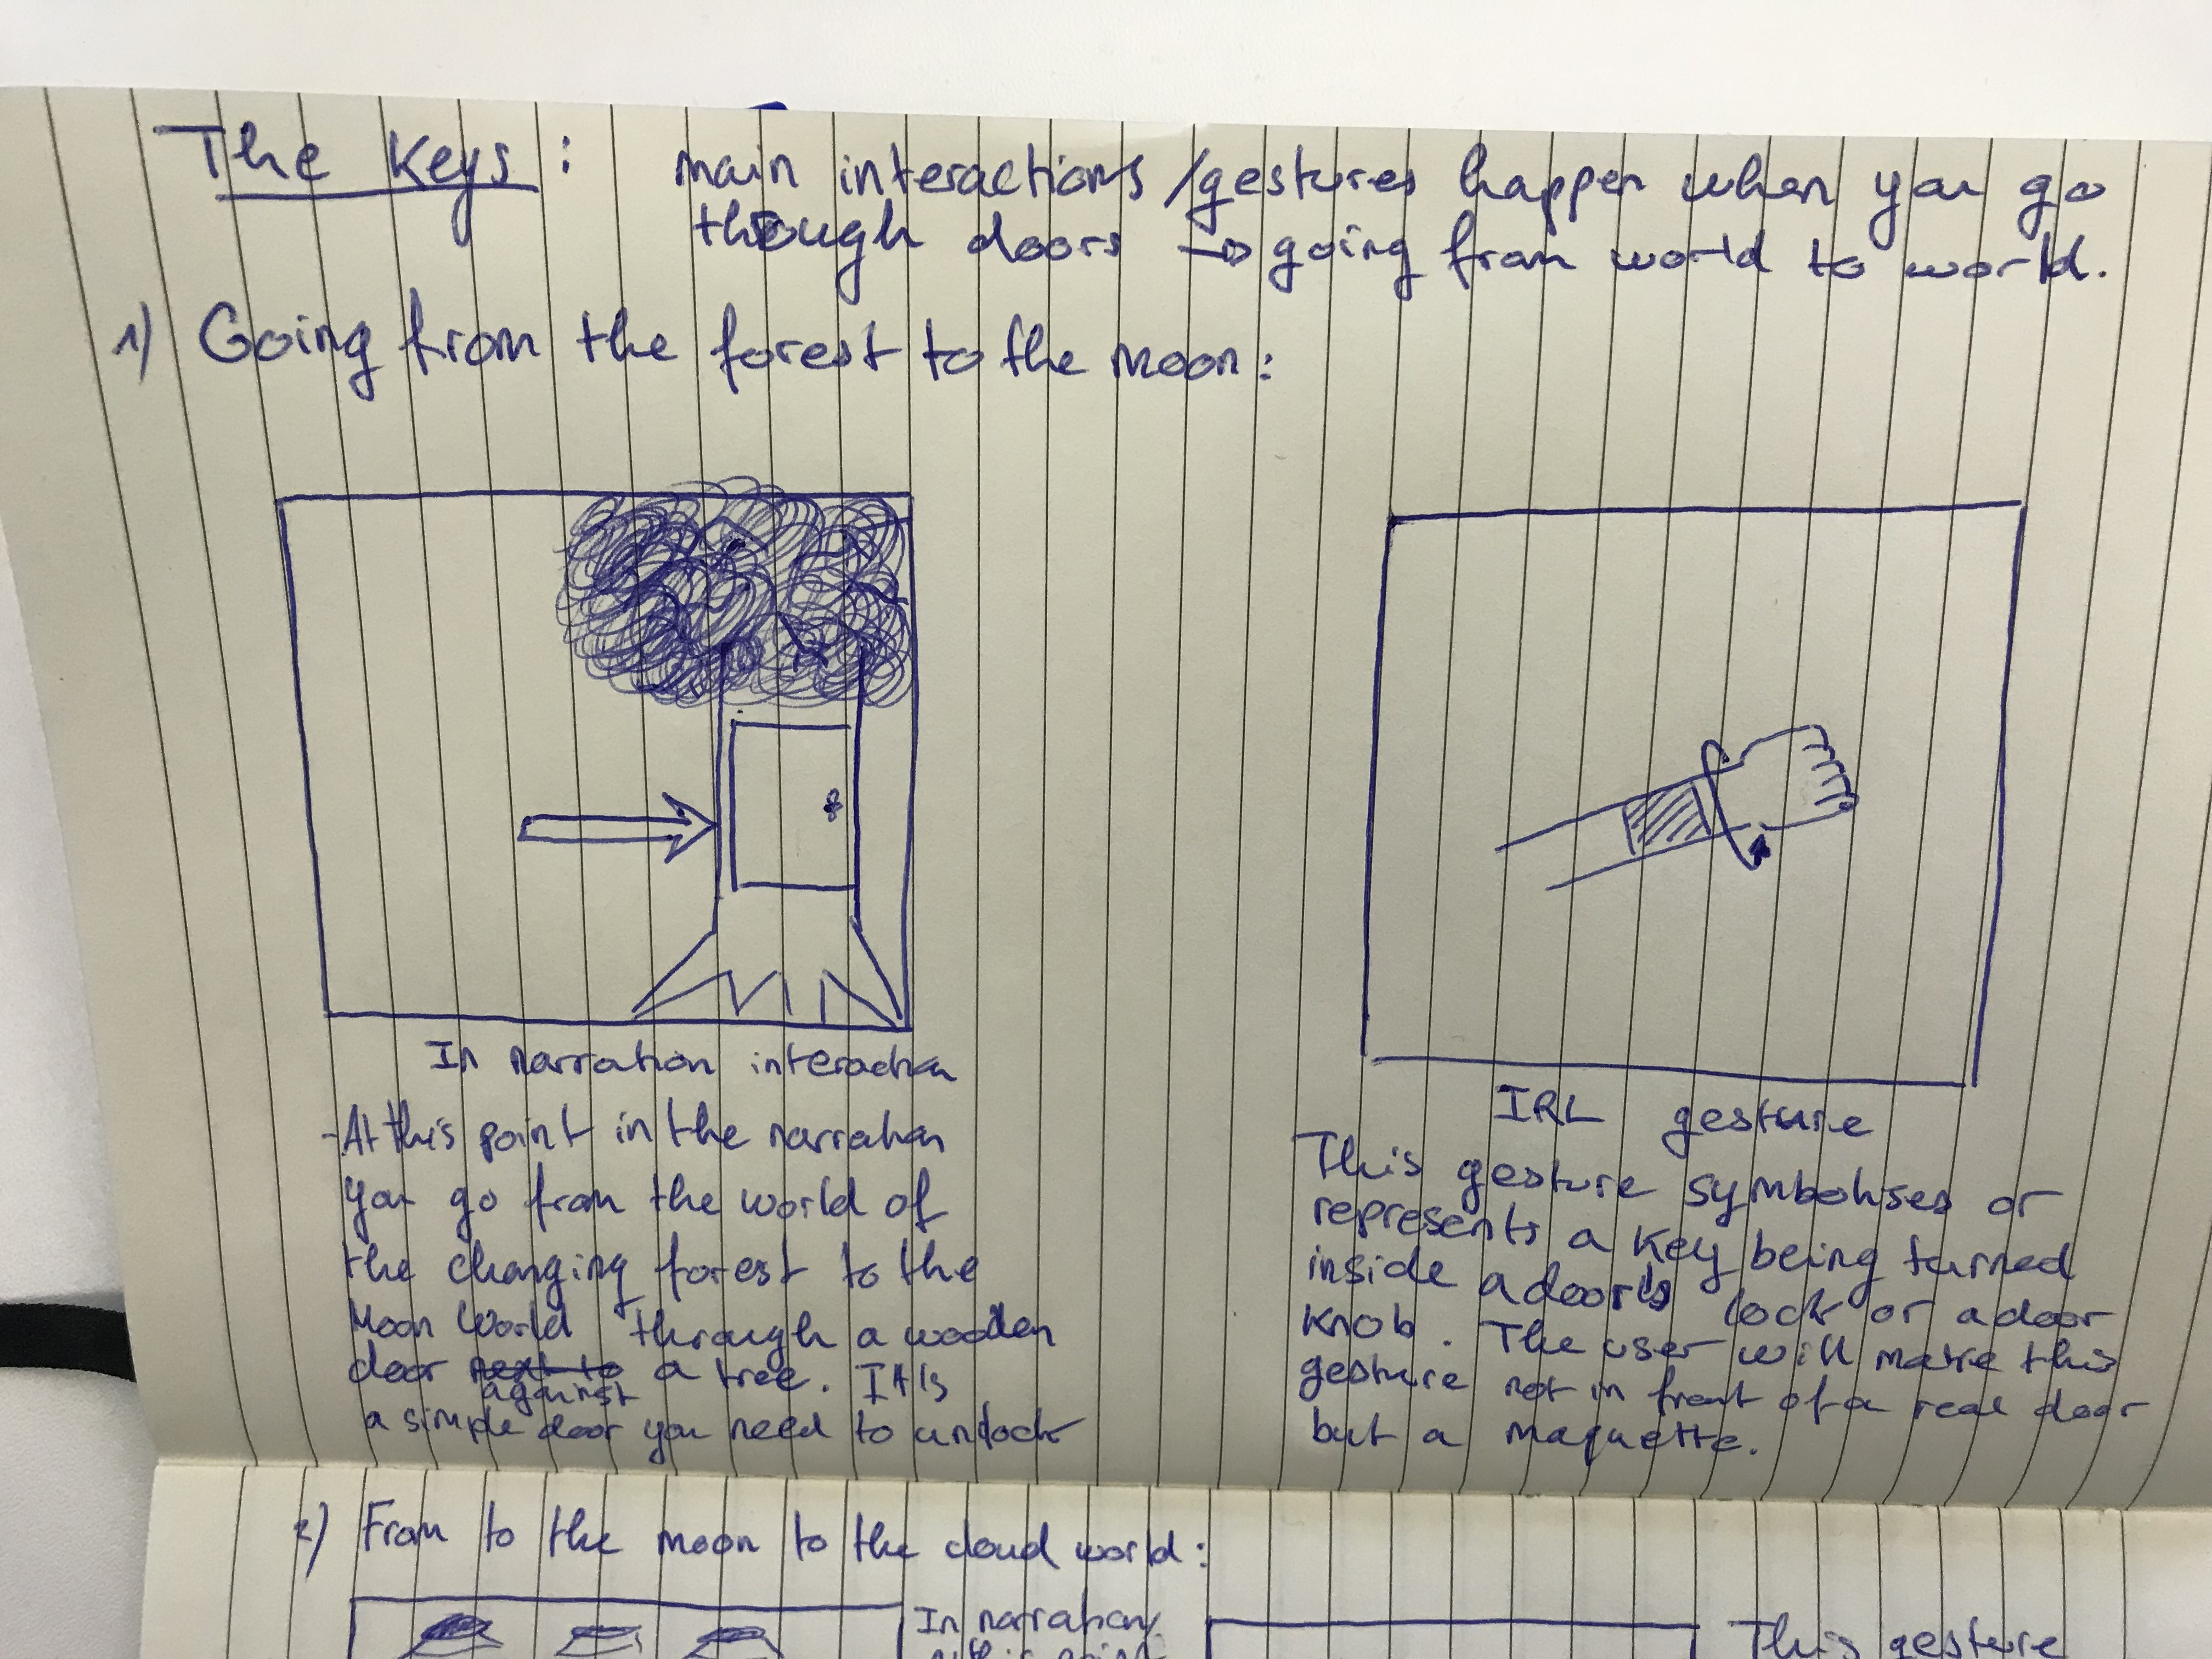 The Keys: main interactions/gestures happen when you go
through doors → going from world to world.
1) Going from the forest to the moon:
In narration interaction
- At this point in the narration
you go from the world of
the changing forest to the
moon world, through a wooden
door next to a tree. This
against
a simple door you need to unlock
IRL gesture
This gesture symbolises or
represents a key being turned
inside a doors lock or a door
knob. The user will make this
gesture not in front of a real door
but a maquette.
2) From to the moon to the cloud world:
In narration
This gesture